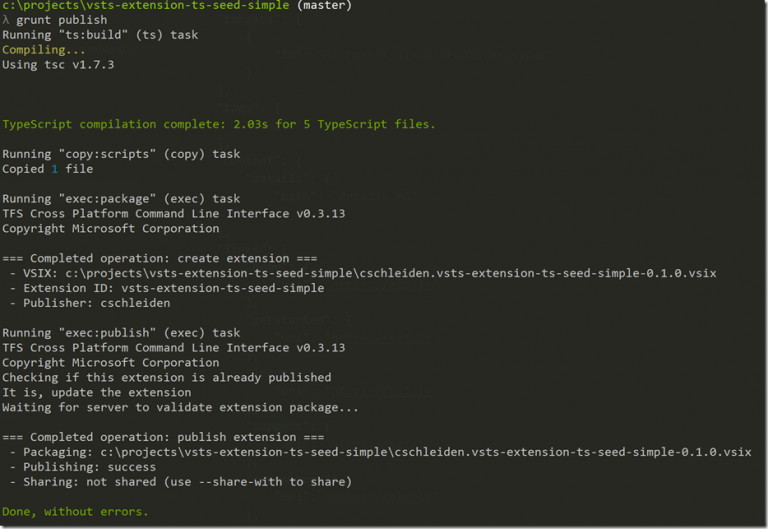 c:\projects\vsts-extension-ts-seed-simple (master)
λ grunt publish
Running "ts:build" (ts) task
Compiling...
Using tsc v1.7.3
TypeScript compilation complete: 2.03s for 5 TypeScript files.
Running "copy:scripts" (copy) task
Copied 1 file
Running "exec:package" (exec) task
TFS Cross Platform Command Line Interface v0.3.13
Copyright Microsoft Corporation
=== Completed operation: create extension ===
- VSIX: c:\projects\vsts-extension-ts-seed-simple\cschleiden.vsts-extension-ts-seed-simple-0.1.0.vsix
- Extension ID: vsts-extension-ts-seed-simple
- Publisher: cschleiden
Running "exec:publish" (exec) task
TFS Cross Platform Command Line Interface v0.3.13
Copyright Microsoft Corporation
Checking if this extension is already published
It is, update the extension
Waiting for server to validate extension package...
=== Completed operation: publish extension ===
- Packaging: c:\projects\vsts-extension-ts-seed-simple\cschleiden.vsts-extension-ts-seed-simple-0.1.0.vsix
- Publishing: success
- Sharing: not shared (use --share-with to share)
Done, without errors.